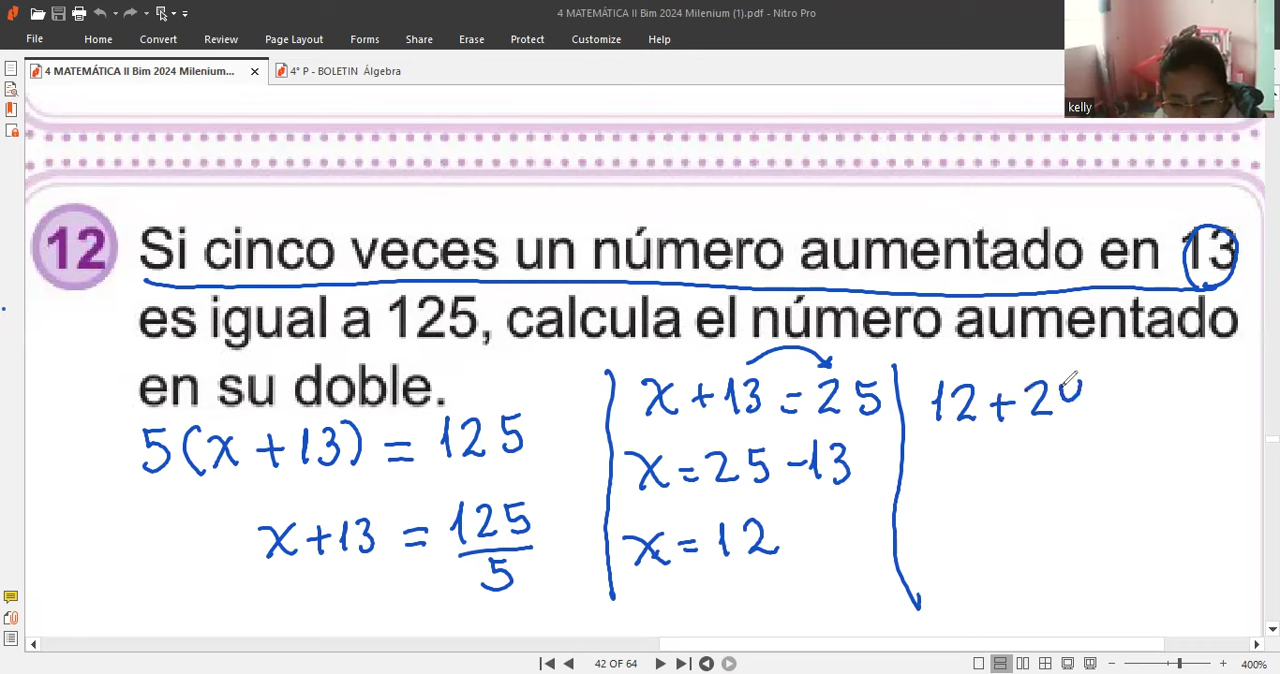 4 MATEMÁTICA II Bim 2024 Milenium (1).pdf - Nitro Pro
File Home Convert Review Page Layout Forms Share Erase Protect Customize Help
4 MATEMÁTICA II Bim 2024 Milenium... × 4° P - BOLETIN Álgebra
kelly
12 Si cinco veces un número aumentado en 13
es igual a 125, calcula el número aumentado
en su doble.
5(x + 13) = 125
x+13 = 125/5
x+13 = 25
x = 25 - 13
x = 12
12 + 2
42 OF 64
400%